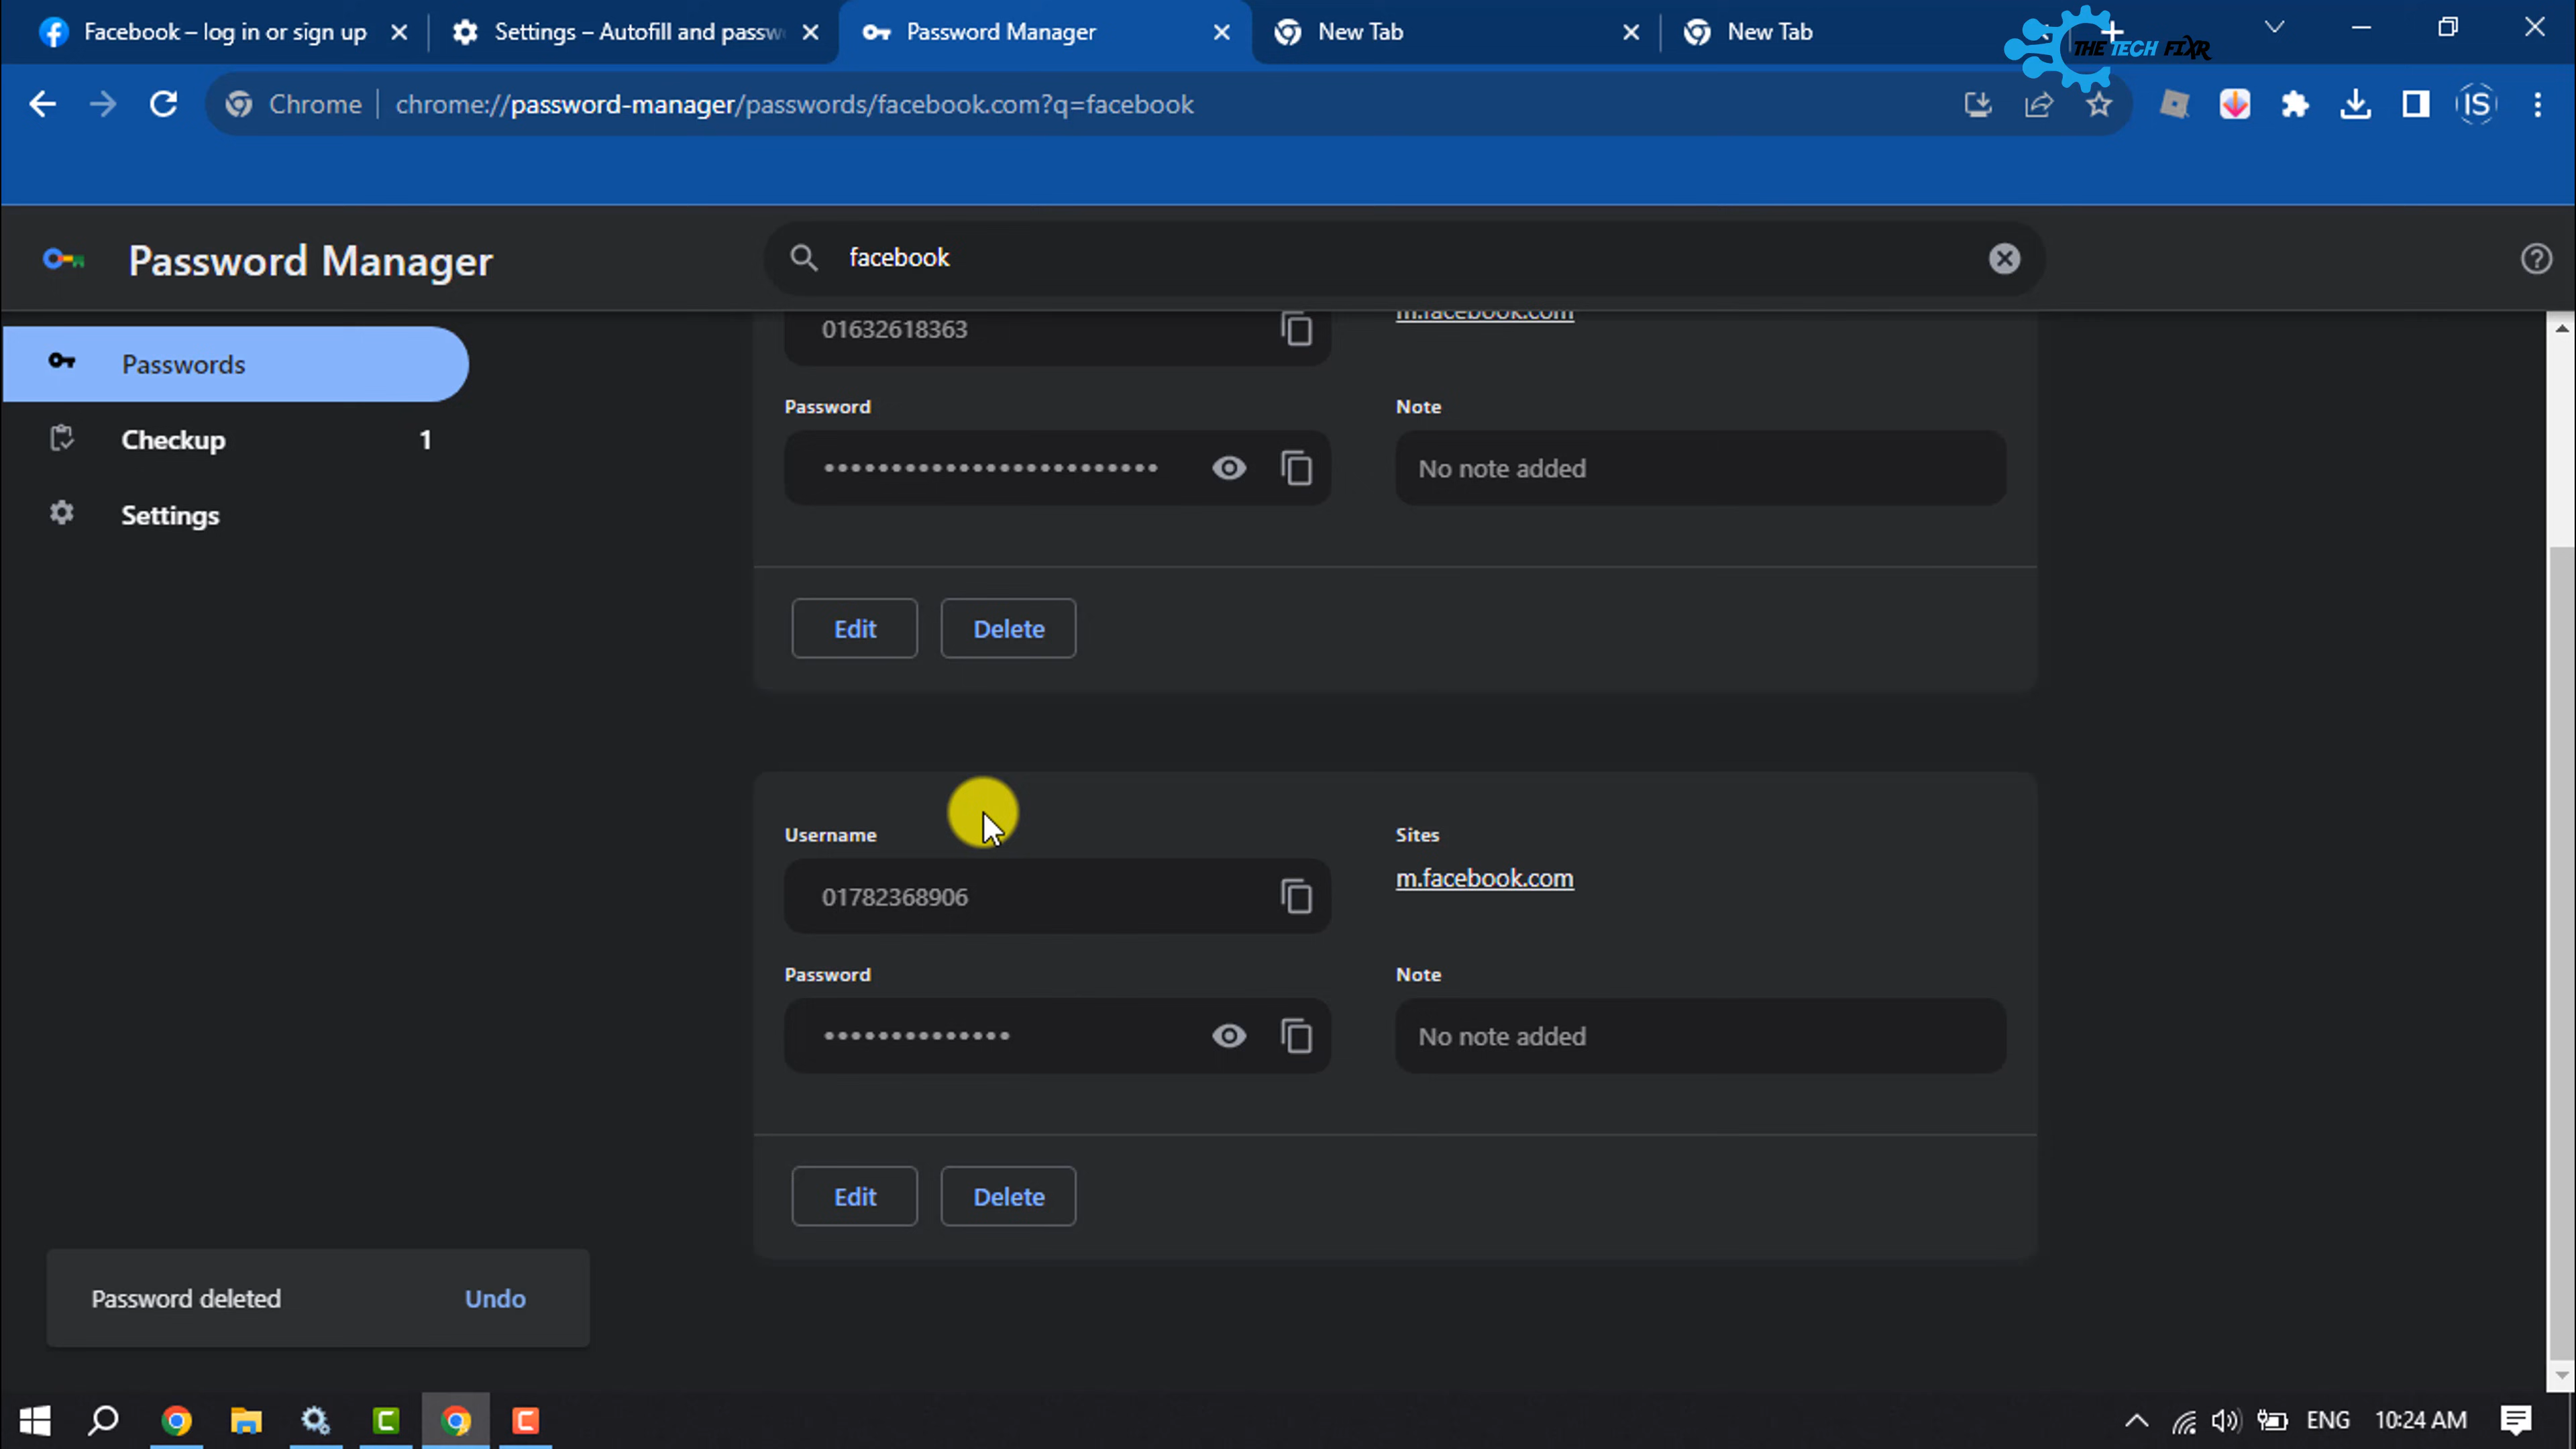 Facebook – log in or sign up
Settings – Autofill and passw
Password Manager
New Tab
New Tab
THE TECH FIXR
Chrome
chrome://password-manager/passwords/facebook.com?q=facebook
IS
Password Manager
facebook
Passwords
Checkup 1
Settings
01632618363
m.facebook.com
Password
Note
•••••••••••••••••••••••••
No note added
Edit
Delete
Username
Sites
01782368906
m.facebook.com
Password
Note
••••••••••••••
No note added
Edit
Delete
Password deleted
Undo
ENG
10:24 AM